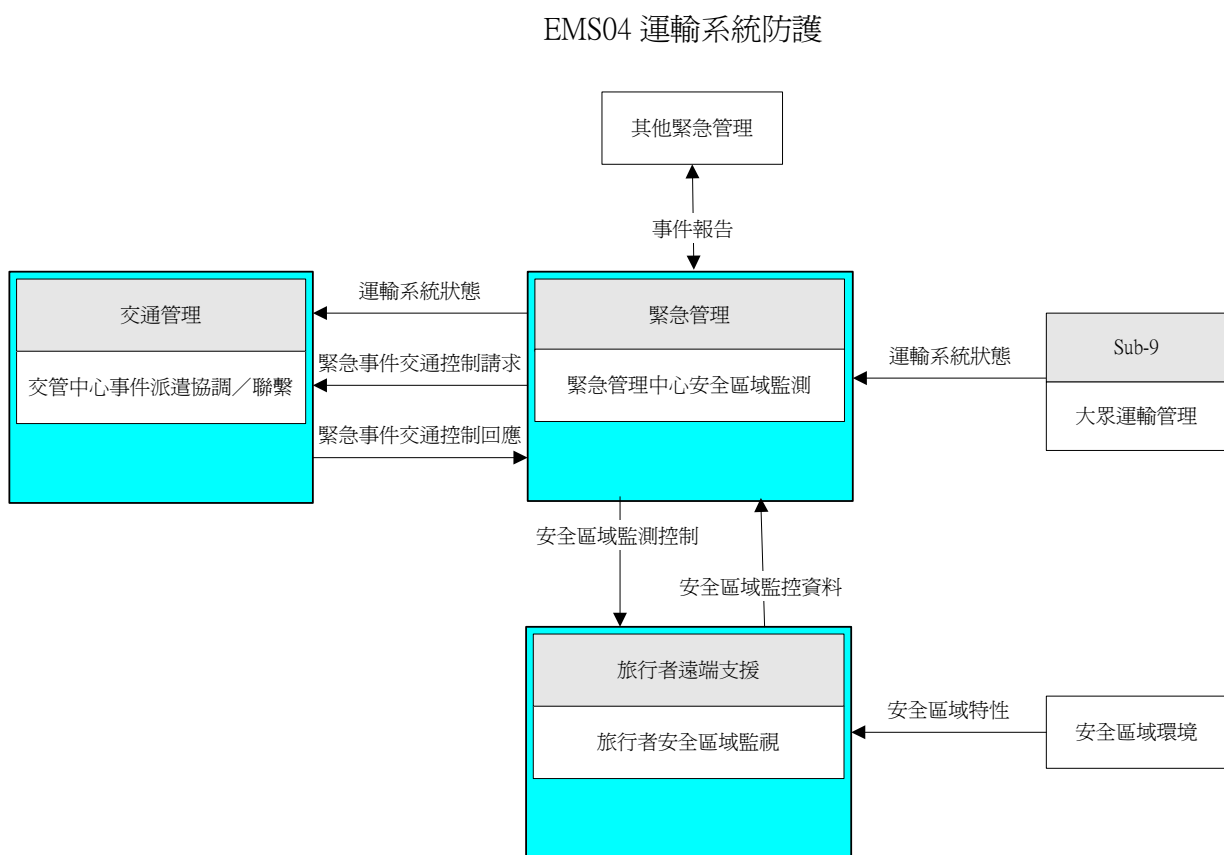 EMS04 運輸系統防護
其他緊急管理
事件報告
交通管理
交管中心事件派遣協調／聯繫
運輸系統狀態
緊急事件交通控制請求
緊急事件交通控制回應
緊急管理
緊急管理中心安全區域監測
運輸系統狀態
Sub-9
大眾運輸管理
安全區域監測控制
安全區域監控資料
旅行者遠端支援
旅行者安全區域監視
安全區域特性
安全區域環境